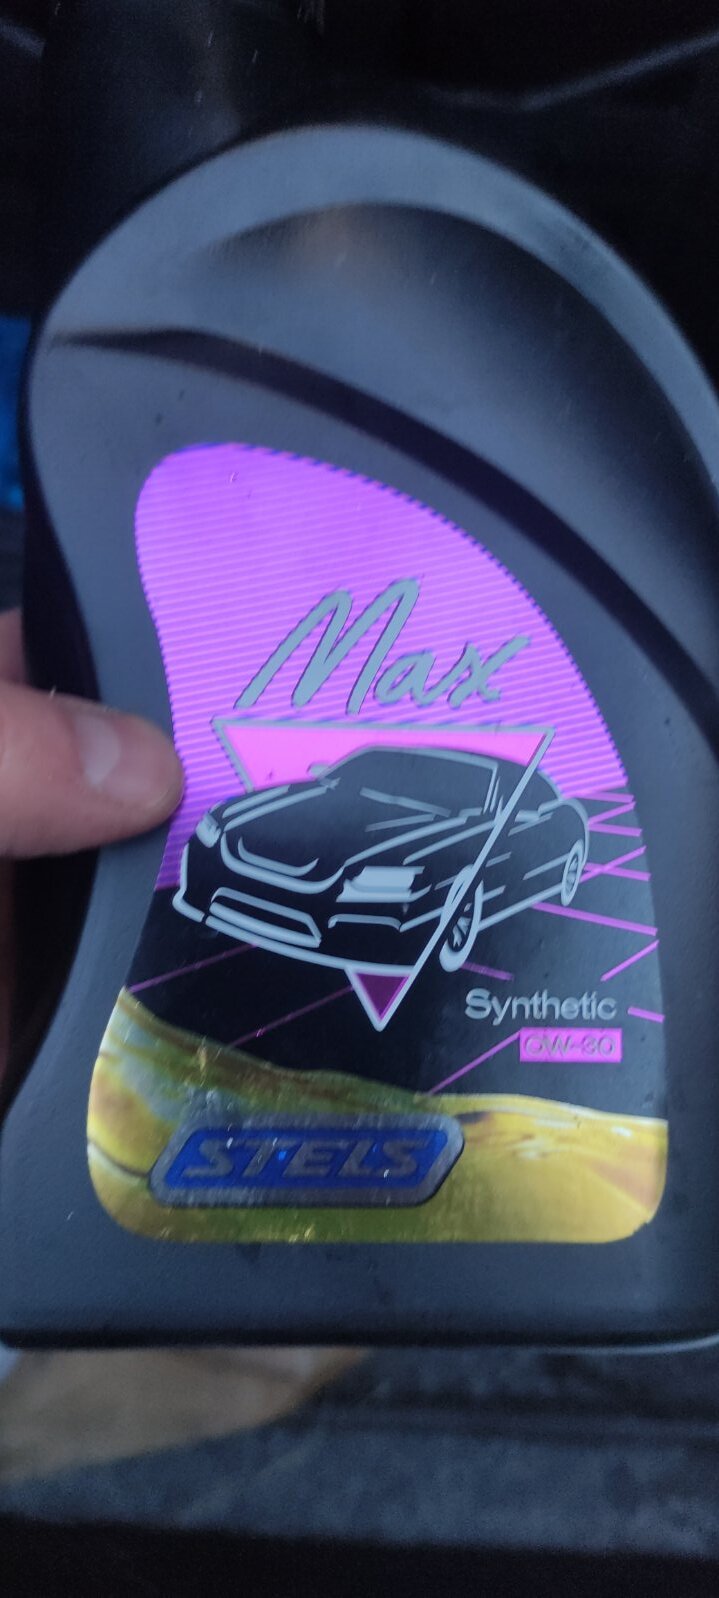 Max
Synthetic
0W-30
STELS